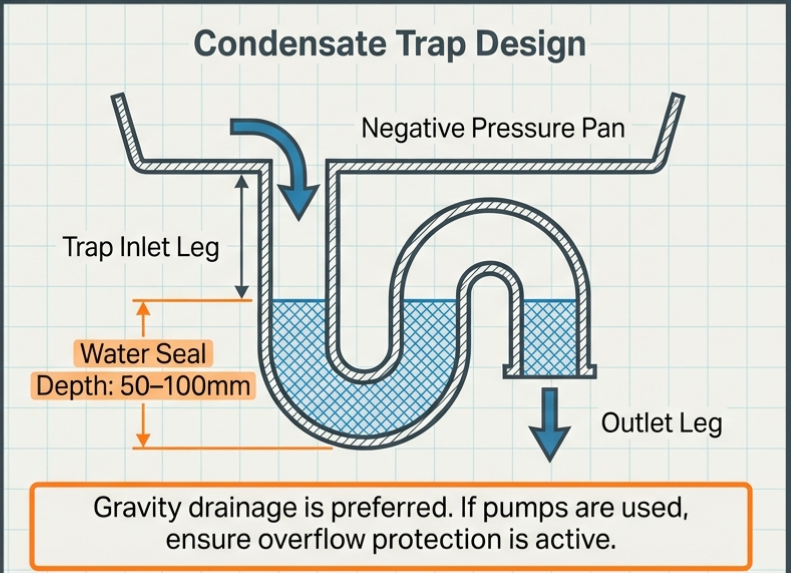 Condensate Trap Design
Negative Pressure Pan
Trap Inlet Leg
Water Seal
Depth: 50–100mm
Outlet Leg
Gravity drainage is preferred. If pumps are used,
ensure overflow protection is active.